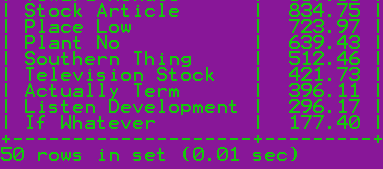 | Stock Article        |   834.75 |
| Place Low            |   723.97 |
| Plant No             |   639.43 |
| Southern Thing       |   512.46 |
| Television Stock     |   421.73 |
| Actually Term        |   396.11 |
| Listen Development   |   296.17 |
| If Whatever          |   177.40 |
+----------------------+----------+
50 rows in set (0.01 sec)